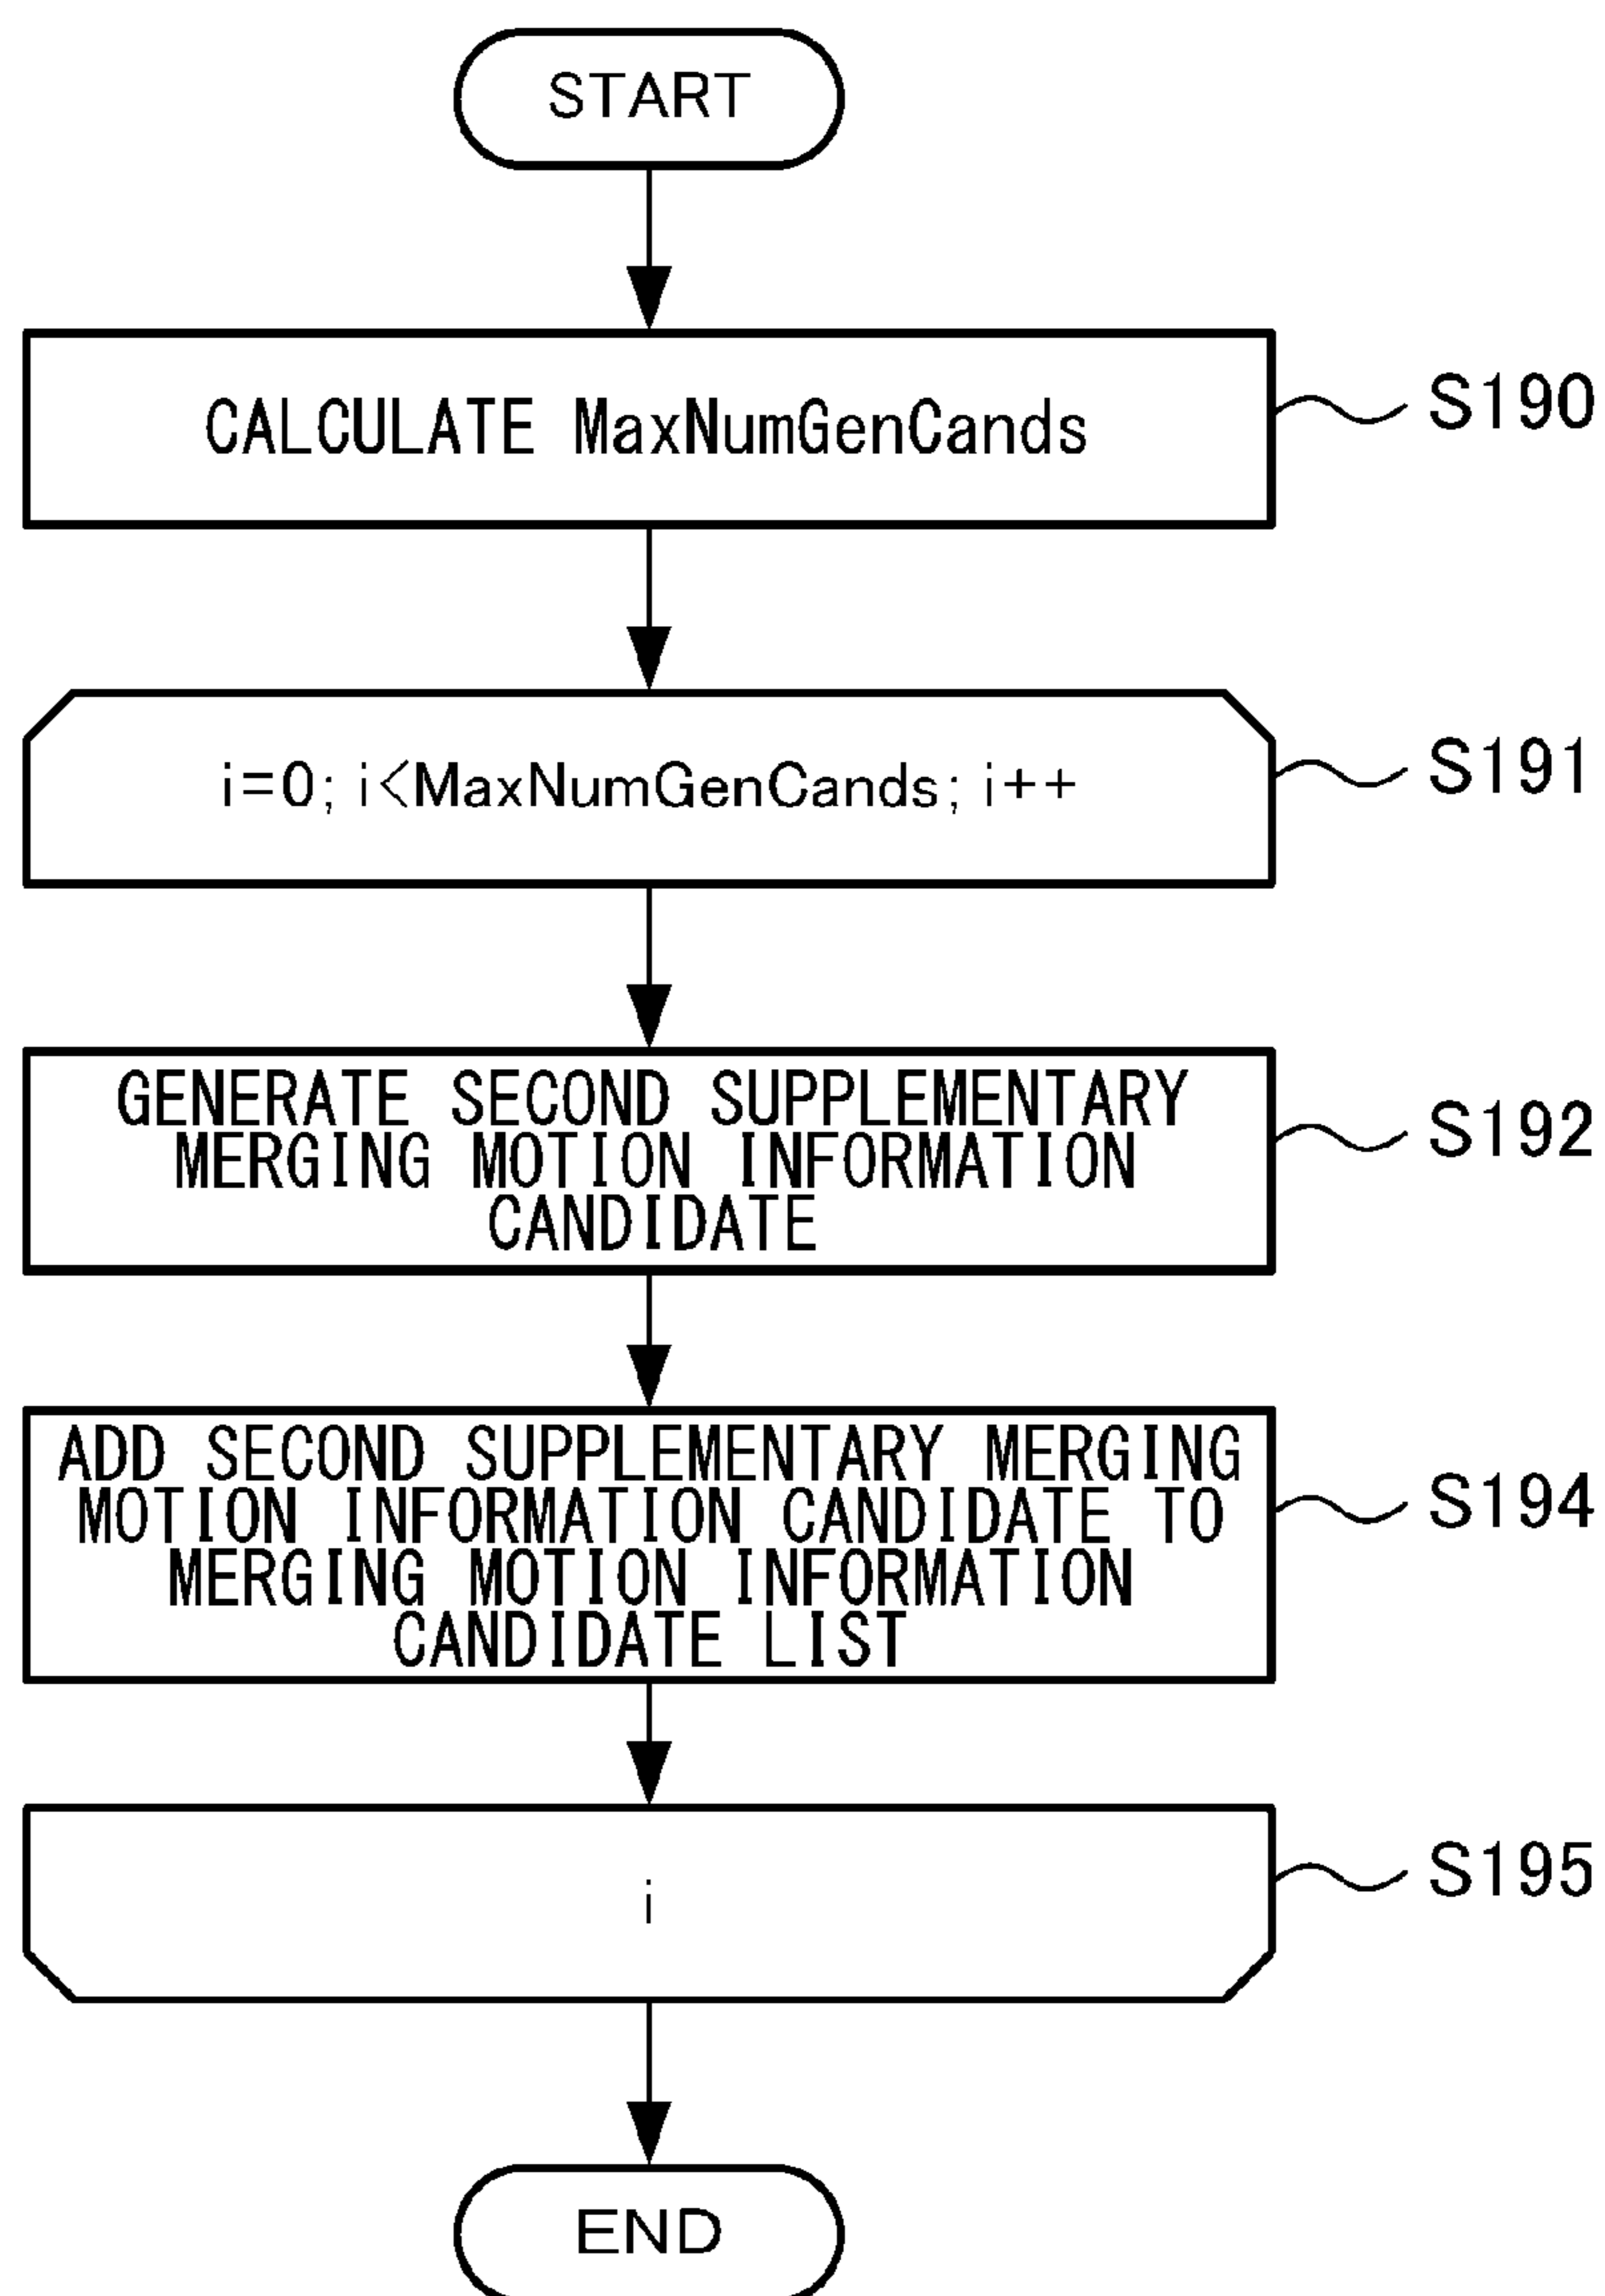 START
CALCULATE MaxNumGenCands
S190
i=0; i<MaxNumGenCands; i++
S191
GENERATE SECOND SUPPLEMENTARY
MERGING MOTION INFORMATION
CANDIDATE
S192
ADD SECOND SUPPLEMENTARY MERGING
MOTION INFORMATION CANDIDATE TO
MERGING MOTION INFORMATION
CANDIDATE LIST
S194
i
S195
END